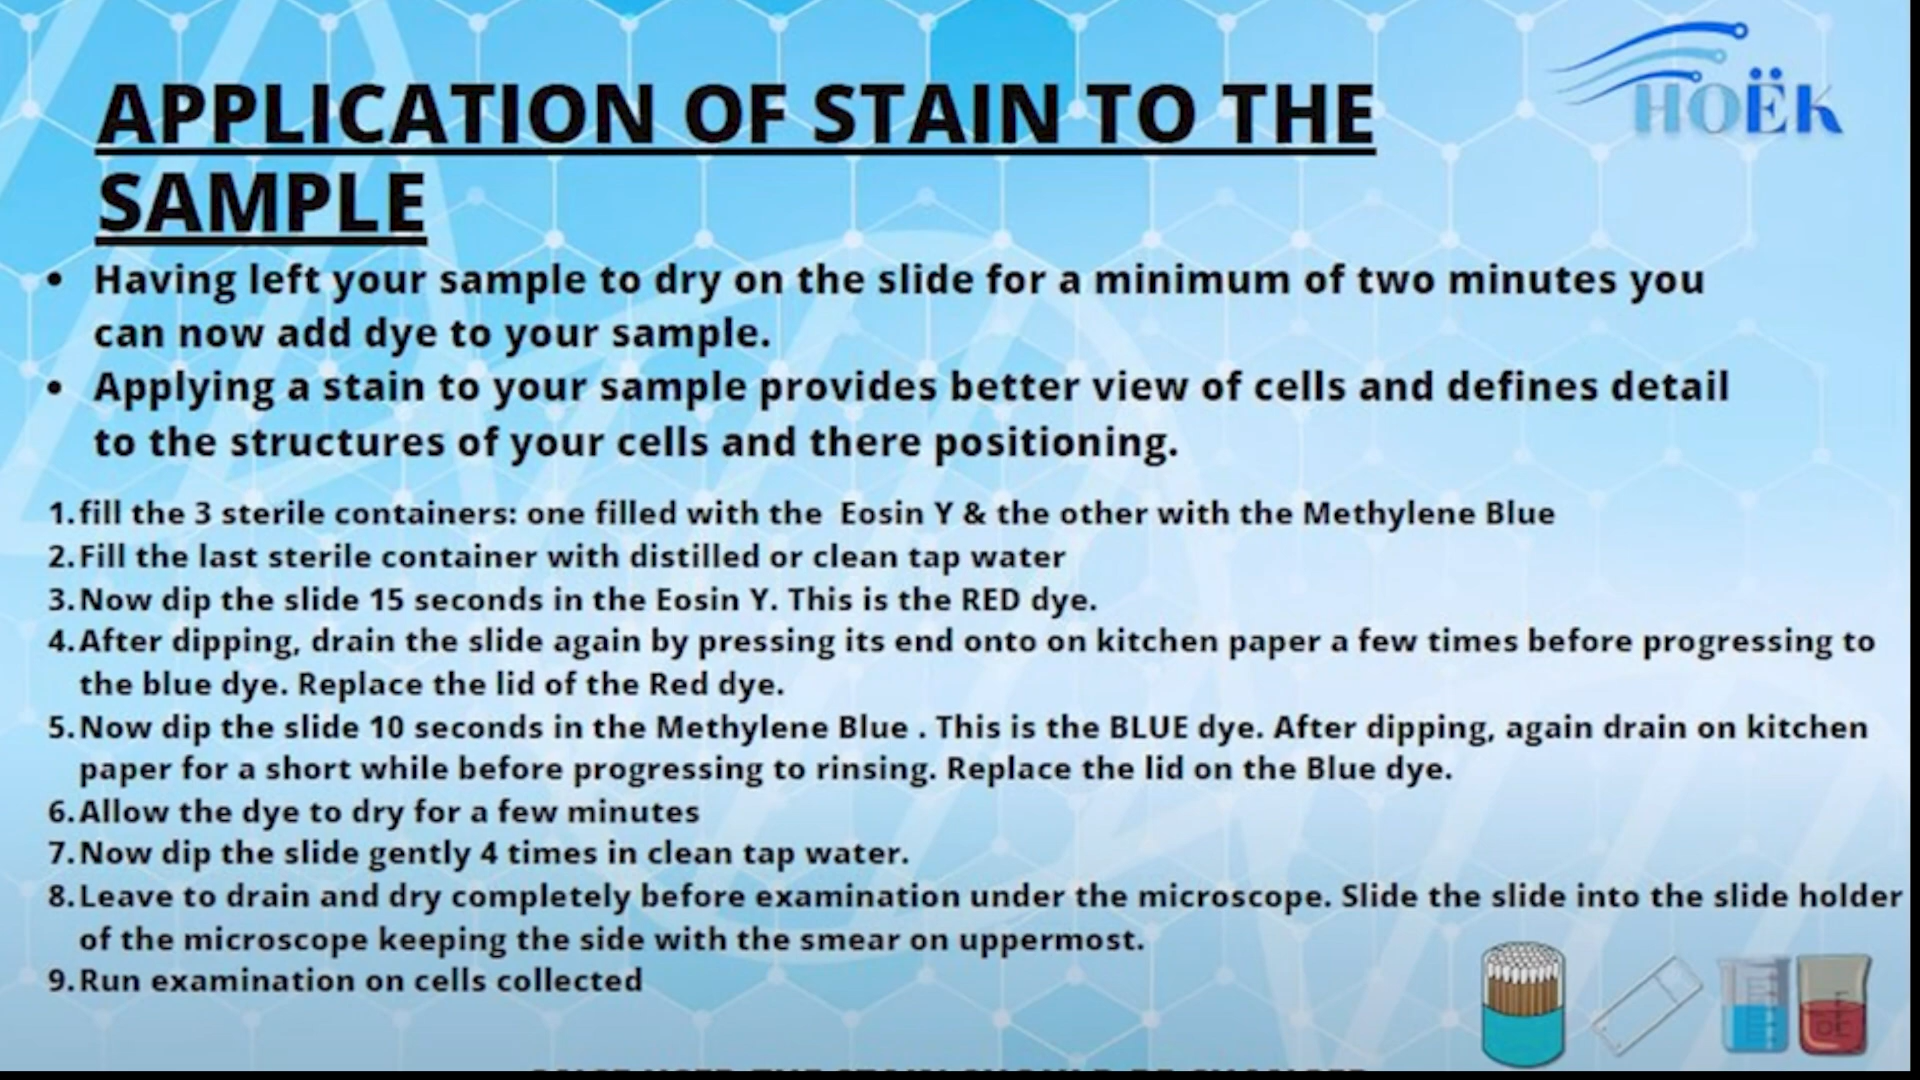 APPLICATION OF STAIN TO THE
SAMPLE
HOËK
• Having left your sample to dry on the slide for a minimum of two minutes you
can now add dye to your sample.
• Applying a stain to your sample provides better view of cells and defines detail
to the structures of your cells and there positioning.
1. fill the 3 sterile containers: one filled with the Eosin Y & the other with the Methylene Blue
2. Fill the last sterile container with distilled or clean tap water
3. Now dip the slide 15 seconds in the Eosin Y. This is the RED dye.
4. After dipping, drain the slide again by pressing its end onto on kitchen paper a few times before progressing to
the blue dye. Replace the lid of the Red dye.
5. Now dip the slide 10 seconds in the Methylene Blue . This is the BLUE dye. After dipping, again drain on kitchen
paper for a short while before progressing to rinsing. Replace the lid on the Blue dye.
6. Allow the dye to dry for a few minutes
7. Now dip the slide gently 4 times in clean tap water.
8. Leave to drain and dry completely before examination under the microscope. Slide the slide into the slide holder
of the microscope keeping the side with the smear on uppermost.
9. Run examination on cells collected